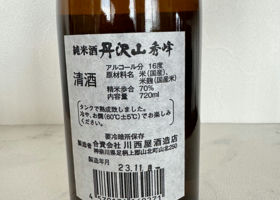 純米酒 丹沢山 秀峰
清酒
アルコール分 16度
原材料名 米(国産)、
米麹(国産米)
精米歩合 70%
内容量 720ml
タンクで熟成致しました。
冷や、お燗(60℃±5℃)で
お楽しみください。
要冷暗所保存
製造者 合資会社 川西屋酒造店
神奈川県足柄上郡山北町山北250
製造年月 23.11